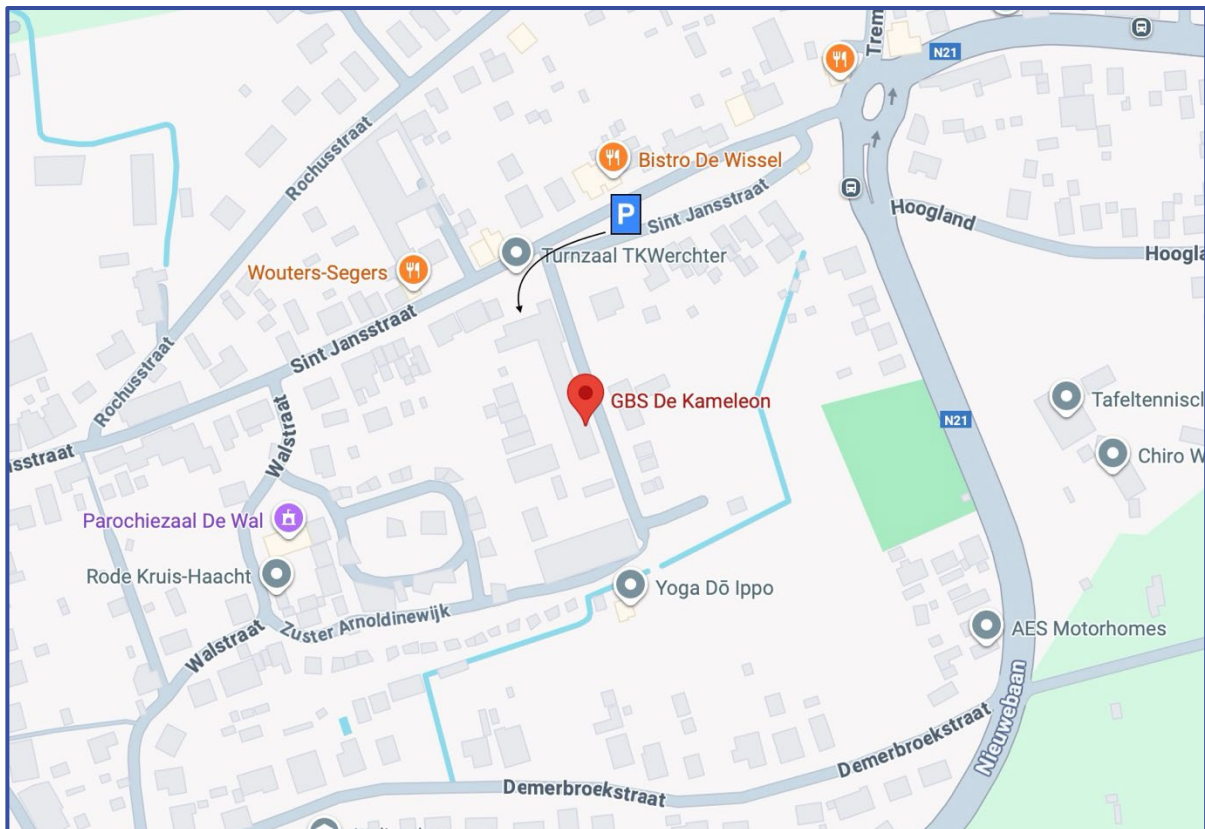 N21
Trem
Rochusstraat
Bistro De Wissel
P
Sint Jansstraat
Hoogland
Hoogla
Turnzaal TKWerchter
Wouters-Segers
Sint Jansstraat
Rochusstraat
GBS De Kameleon
Tafeltenniscl
N21
Walstraat
isstraat
Chiro W
Parochiezaal De Wal
Rode Kruis-Haacht
Yoga Dō Ippo
Zuster Arnoldinewijk
AES Motorhomes
Walstraat
Nieuwebaan
Demerbroekstraat
Demerbroekstraat